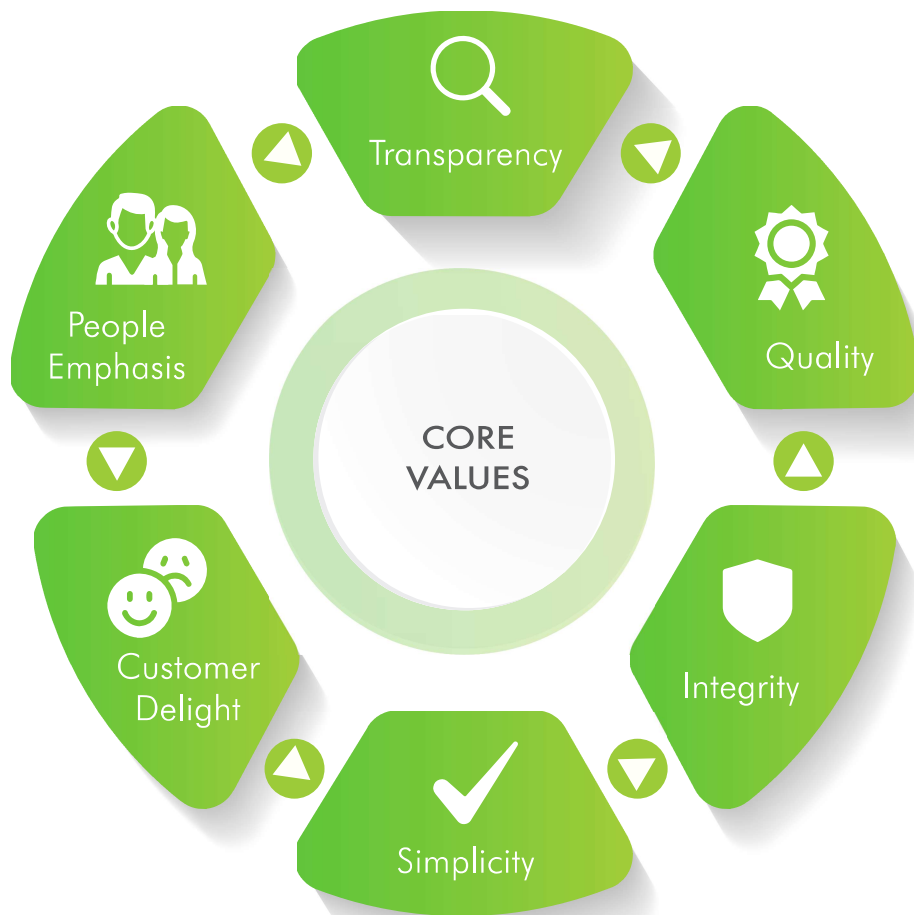 Transparency
People
Emphasis
Quality
CORE
VALUES
Customer
Delight
Integrity
Simplicity